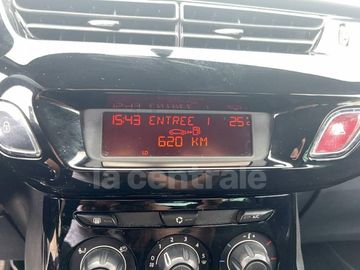 15:43 ENTREE 1 25°C
620 KM
la centrale
A/C